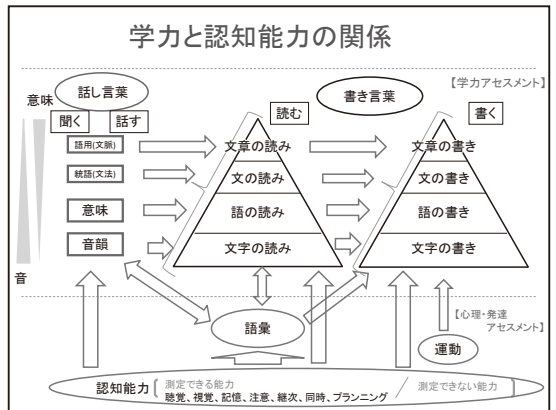 学力と認知能力の関係
【学力アセスメント】
意味
話し言葉
書き言葉
聞く
話す
読む
書く
語用(文脈)
文章の読み
文章の書き
統語(文法)
文の読み
文の書き
意味
語の読み
語の書き
音韻
文字の読み
文字の書き
音
語彙
【心理・発達
アセスメント】
運動
認知能力
測定できる能力
測定できない能力
聴覚、視覚、記憶、注意、継次、同時、プランニング